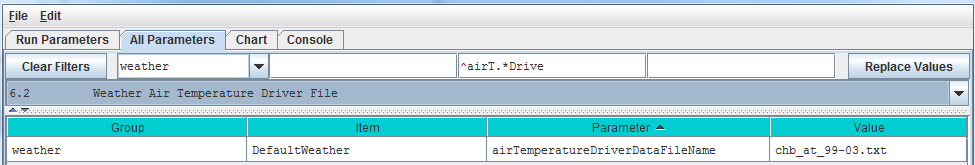 File Edit
Run Parameters All Parameters Chart Console
Clear Filters weather ^airT.*Drive Replace Values
6.2 Weather Air Temperature Driver File
Group Item Parameter Value
weather DefaultWeather airTemperatureDriverDataFileName chb_at_99-03.txt